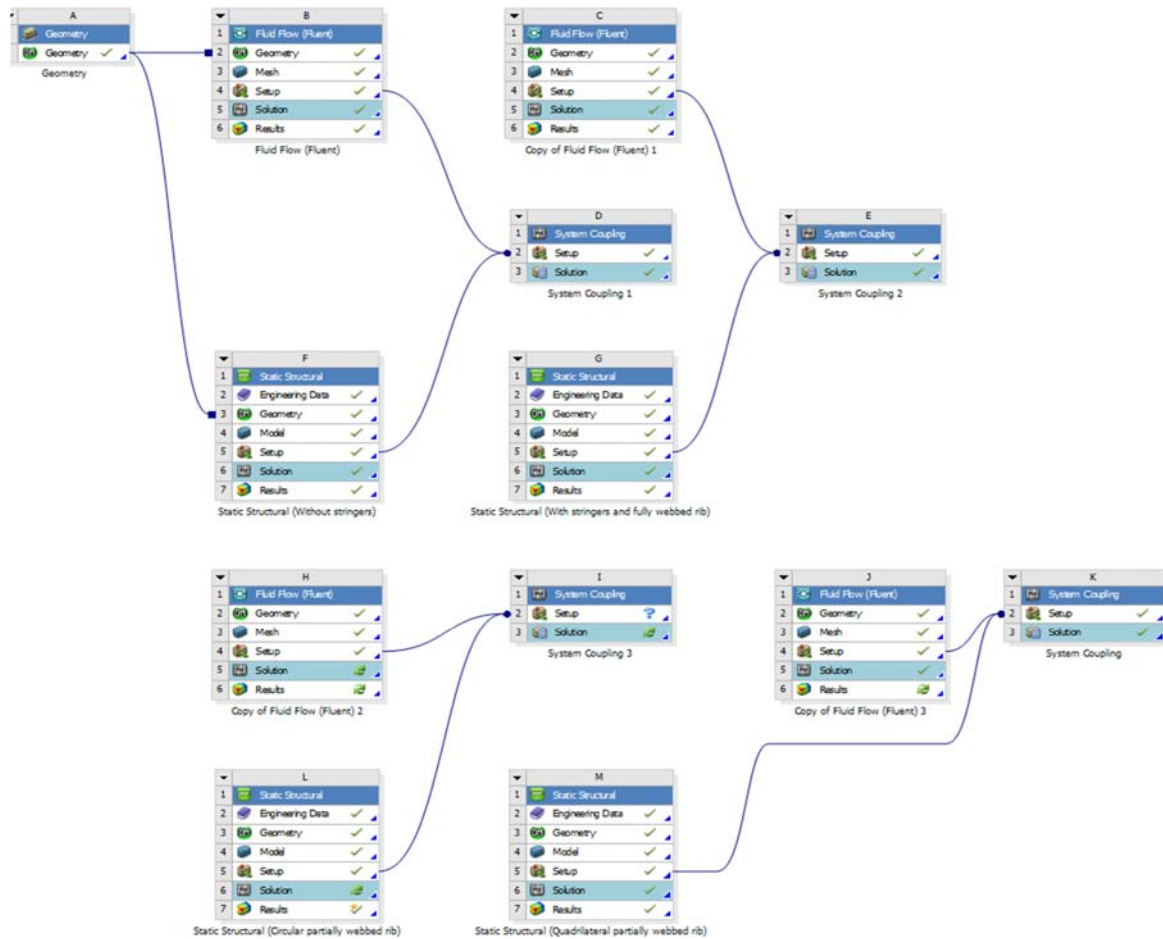 A
Geometry
Geometry
Geometry
B
1 Fluid Flow (Fluent)
2 Geometry
3 Mesh
4 Setup
5 Solution
6 Results
Fluid Flow (Fluent)
C
1 Fluid Flow (Fluent)
2 Geometry
3 Mesh
4 Setup
5 Solution
6 Results
Copy of Fluid Flow (Fluent) 1
D
1 System Coupling
2 Setup
3 Solution
System Coupling 1
E
1 System Coupling
2 Setup
3 Solution
System Coupling 2
F
1 Static Structural
2 Engineering Data
3 Geometry
4 Model
5 Setup
6 Solution
7 Results
Static Structural (Without stringers)
G
1 Static Structural
2 Engineering Data
3 Geometry
4 Model
5 Setup
6 Solution
7 Results
Static Structural (With stringers and fully webbed rib)
H
1 Fluid Flow (Fluent)
2 Geometry
3 Mesh
4 Setup
5 Solution
6 Results
Copy of Fluid Flow (Fluent) 2
I
1 System Coupling
2 Setup ?
3 Solution
System Coupling 3
J
1 Fluid Flow (Fluent)
2 Geometry
3 Mesh
4 Setup
5 Solution
6 Results
Copy of Fluid Flow (Fluent) 3
K
1 System Coupling
2 Setup
3 Solution
System Coupling
L
1 Static Structural
2 Engineering Data
3 Geometry
4 Model
5 Setup
6 Solution
7 Results
Static Structural (Circular partially webbed rib)
M
1 Static Structural
2 Engineering Data
3 Geometry
4 Model
5 Setup
6 Solution
7 Results
Static Structural (Quadrilateral partially webbed rib)